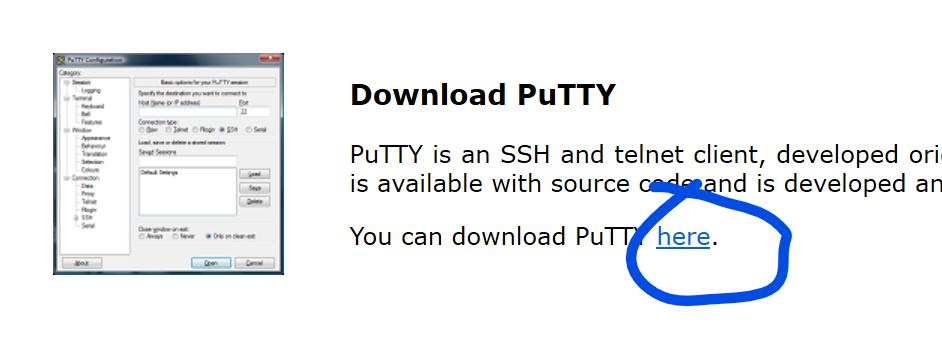 PuTTY Configuration
Category:
Session
Logging
Terminal
Keyboard
Bell
Features
Window
Appearance
Behaviour
Translation
Selection
Colours
Connection
Data
Proxy
Telnet
Rlogin
SSH
Serial
Basic options for your PuTTY session
Specify the destination you want to connect to
Host Name (or IP address) Port
22
Connection type:
Raw Telnet Rlogin SSH Serial
Load, save or delete a stored session
Saved Sessions
Default Settings
Load
Save
Delete
Close window on exit:
Always Never Only on clean exit
About Open Cancel
Download PuTTY
PuTTY is an SSH and telnet client, developed ori
is available with source code and is developed an
You can download PuTTY here.